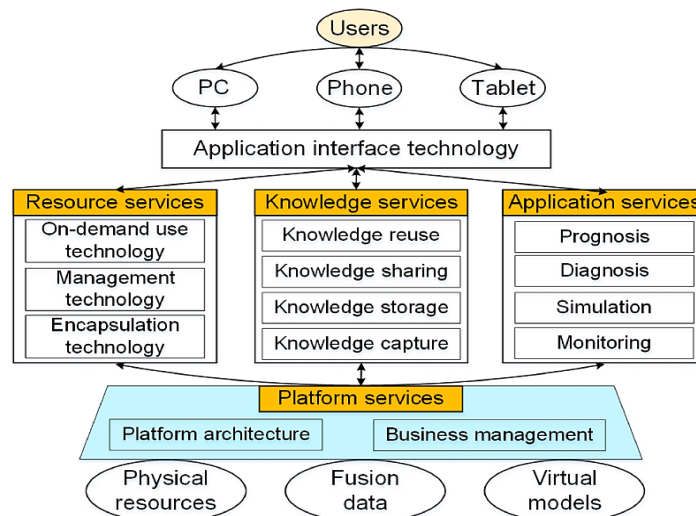 Users
PC
Phone
Tablet
Application interface technology
Resource services
On-demand use
technology
Management
technology
Encapsulation
technology
Knowledge services
Knowledge reuse
Knowledge sharing
Knowledge storage
Knowledge capture
Application services
Prognosis
Diagnosis
Simulation
Monitoring
Platform services
Platform architecture
Business management
Physical
resources
Fusion
data
Virtual
models